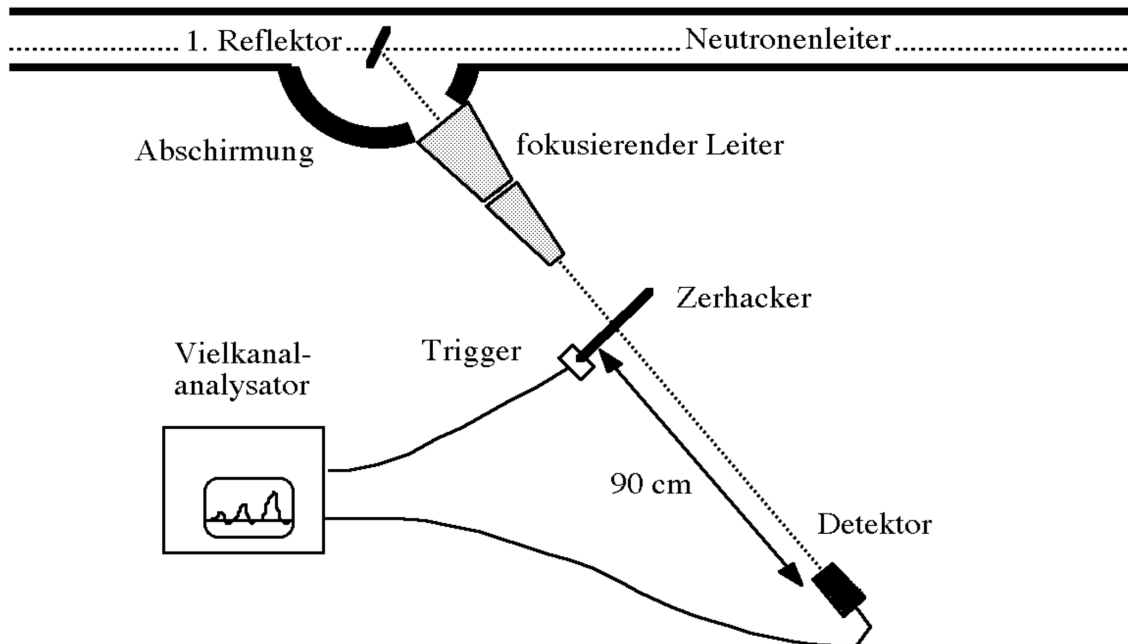 1. Reflektor
Neutronenleiter
Abschirmung
fokusierender Leiter
Zerhacker
Trigger
Vielkanal-
analysator
90 cm
Detektor